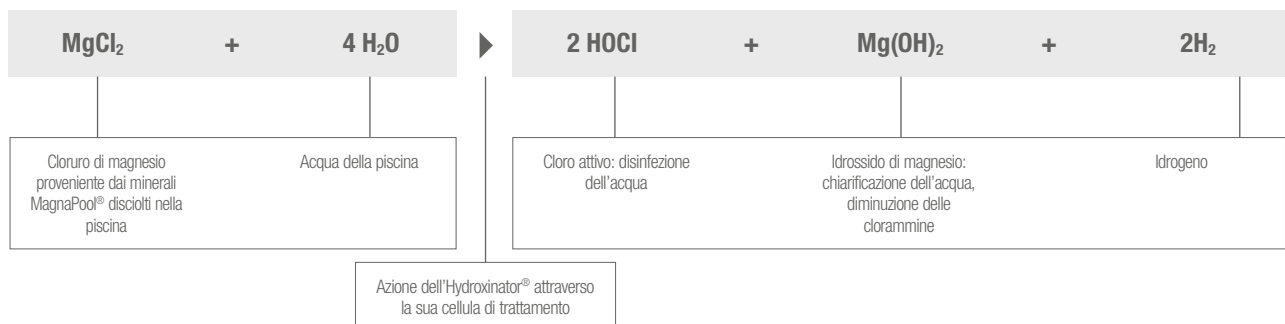 MgCl₂ + 4 H₂O ▶ 2 HOCl + Mg(OH)₂ + 2H₂
Cloruro di magnesio
proveniente dai minerali
MagnaPool® disciolti nella
piscina
Acqua della piscina
Cloro attivo: disinfezione
dell'acqua
Idrossido di magnesio:
chiarificazione dell'acqua,
diminuzione delle
clorammine
Idrogeno
Azione dell'Hydroxinator® attraverso
la sua cellula di trattamento